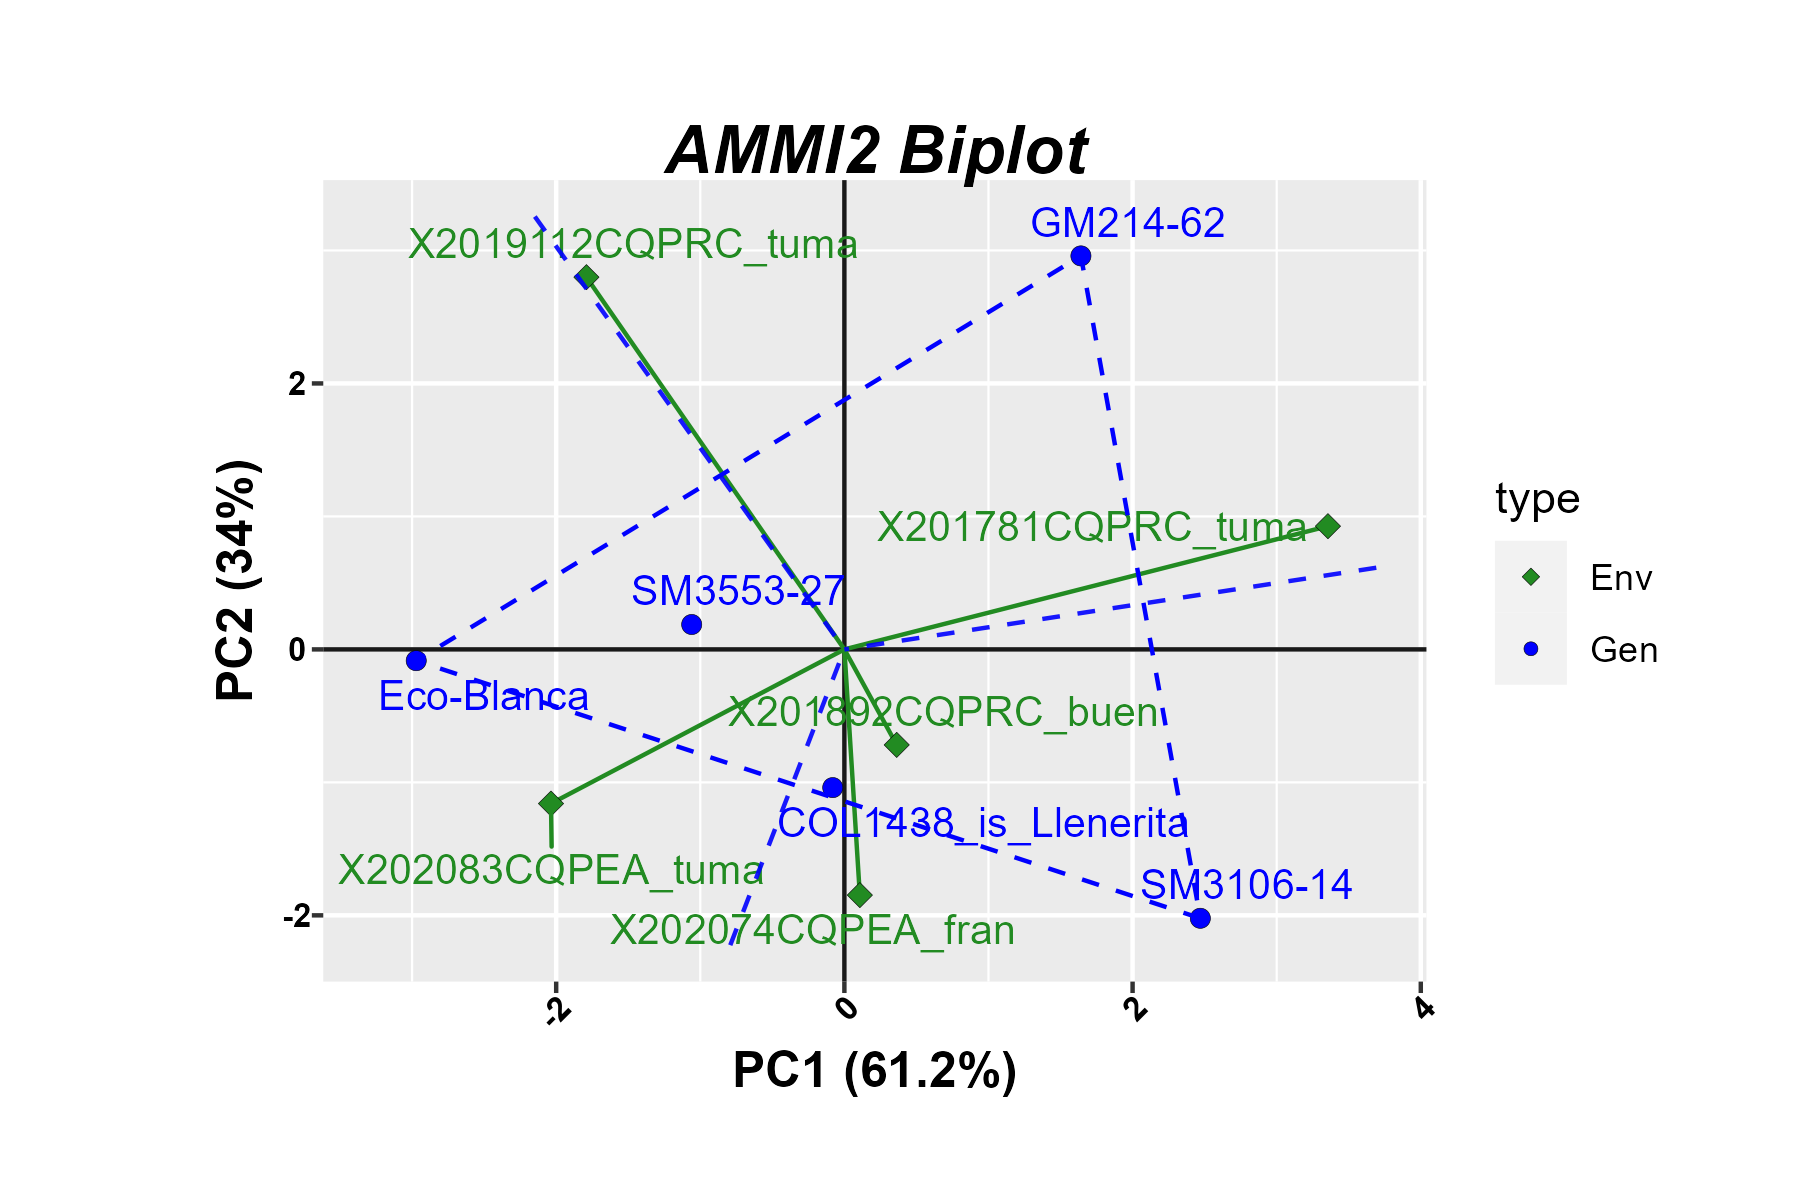 AMMI2 Biplot
GM214-62
X2019112CQPRC_tuma
2
X201781CQPRC_tuma
type
Env
Gen
SM3553-27
0
PC2 (34%)
Eco-Blanca
X201892CQPRC_buen
COL1438_is_Llenerita
X202083CQPEA_tuma
SM3106-14
-2
X202074CQPEA_fran
-2
0
2
4
PC1 (61.2%)